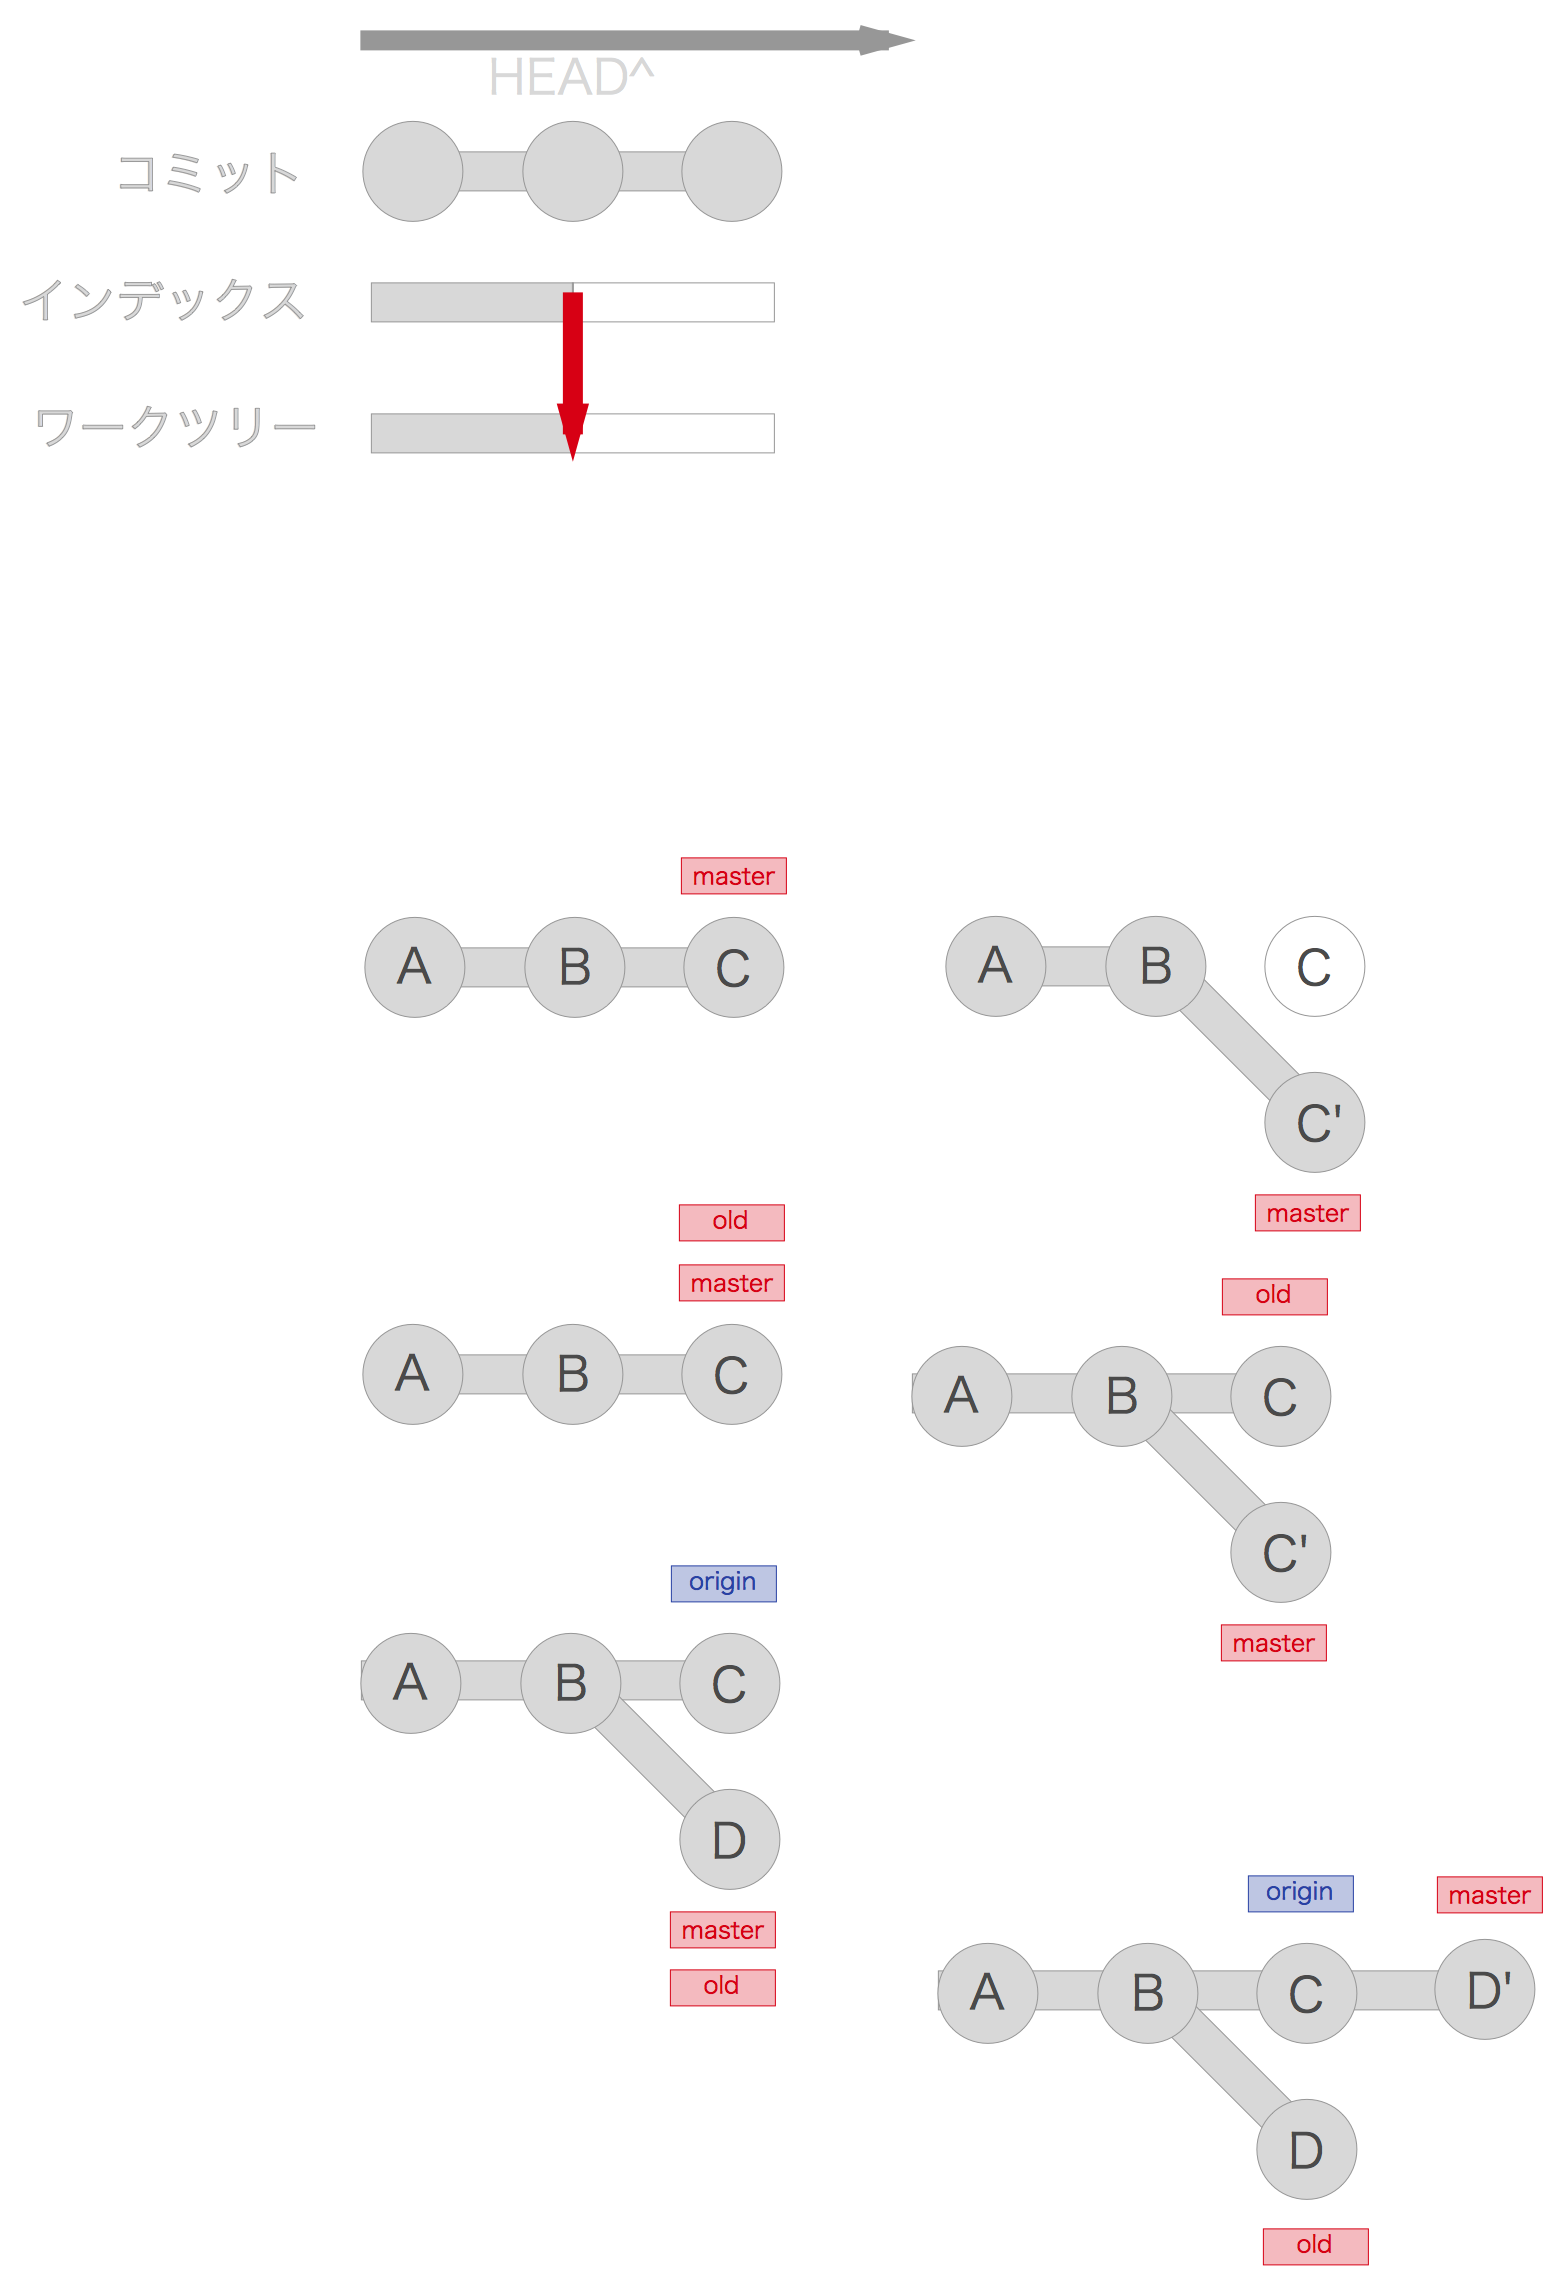 HEAD^
コミット
インデックス
ワークツリー
master
A B C
A B C
C'
master
old
master
A B C
old
A B C
C'
master
origin
A B C
D
master
old
origin master
A B C D'
D
old